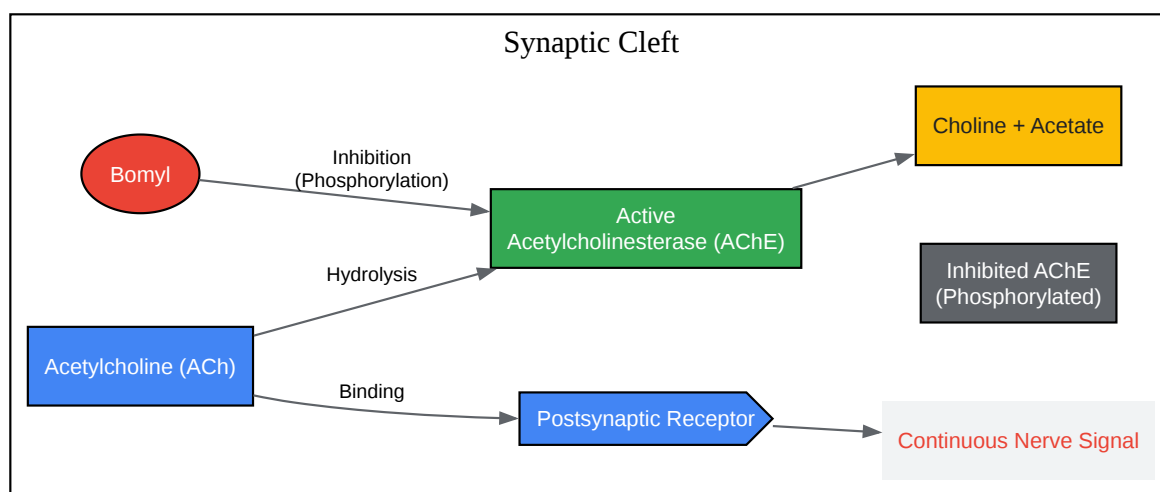 Synaptic Cleft
Choline + Acetate
Bomyl
Inhibition
(Phosphorylation)
Active
Acetylcholinesterase (AChE)
Hydrolysis
Inhibited AChE
(Phosphorylated)
Acetylcholine (ACh)
Binding
Postsynaptic Receptor
Continuous Nerve Signal